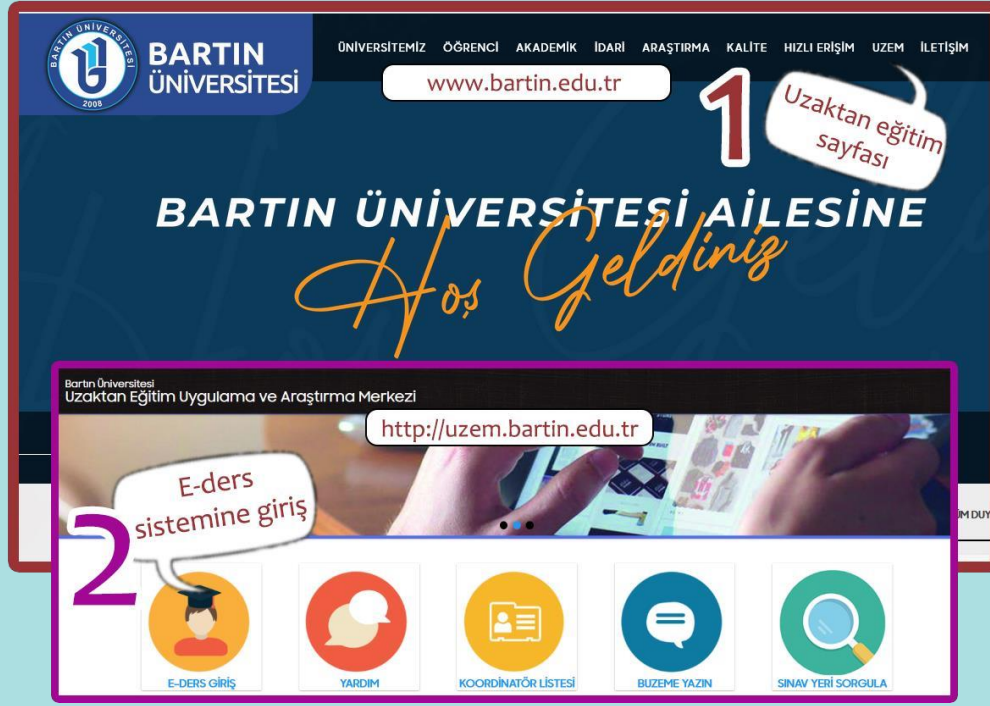 BARTIN ÜNİVERSİTESİ
2008
BARTIN
ÜNİVERSİTESİ
ÜNİVERSİTEMİZ ÖĞRENCİ AKADEMİK İDARİ ARAŞTIRMA KALİTE HIZLI ERİŞİM UZEM İLETİŞİM
www.bartin.edu.tr
1
Uzaktan eğitim
sayfası
BARTIN ÜNİVERSİTESİ AİLESİNE
Hoş Geldiniz
Bartın Üniversitesi
Uzaktan Eğitim Uygulama ve Araştırma Merkezi
http://uzem.bartin.edu.tr
2
E-ders
sistemine giriş
E-DERS GİRİŞ
YARDIM
KOORDİNATÖR LİSTESİ
BUZEME YAZIN
SINAV YERİ SORGULA